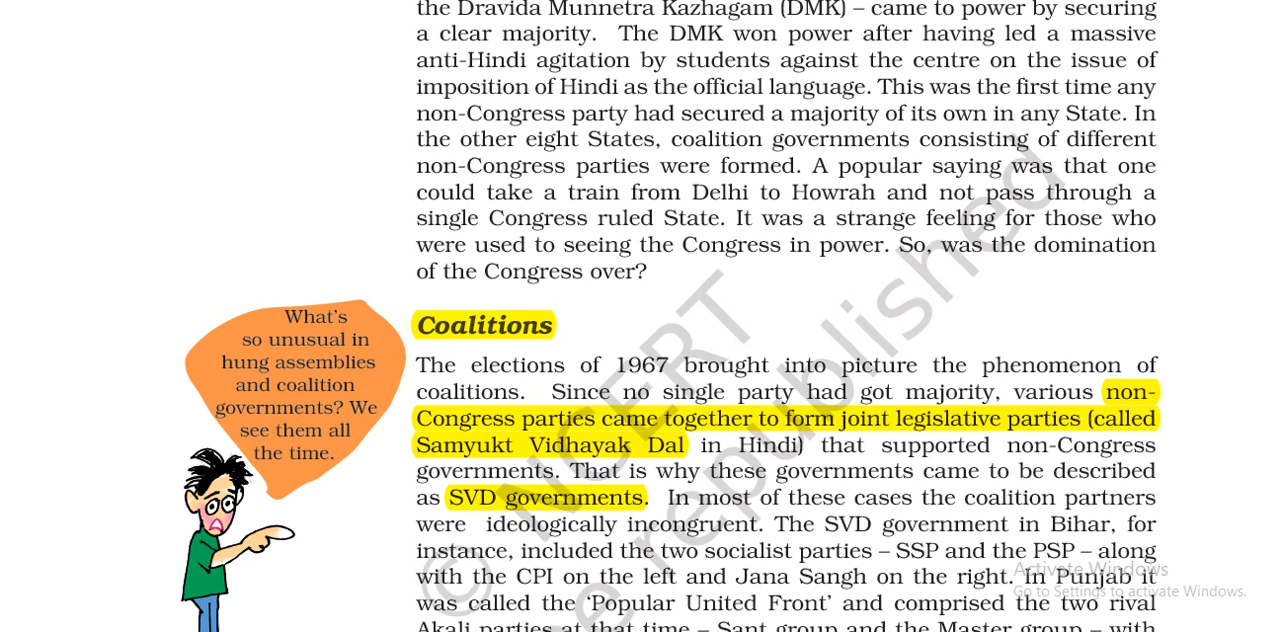 the Dravida Munnetra Kazhagam (DMK) – came to power by securing
a clear majority. The DMK won power after having led a massive
anti-Hindi agitation by students against the centre on the issue of
imposition of Hindi as the official language. This was the first time any
non-Congress party had secured a majority of its own in any State. In
the other eight States, coalition governments consisting of different
non-Congress parties were formed. A popular saying was that one
could take a train from Delhi to Howrah and not pass through a
single Congress ruled State. It was a strange feeling for those who
were used to seeing the Congress in power. So, was the domination
of the Congress over?
What's
so unusual in
hung assemblies
and coalition
governments? We
see them all
the time.
Coalitions
The elections of 1967 brought into picture the phenomenon of
coalitions. Since no single party had got majority, various non-
Congress parties came together to form joint legislative parties (called
Samyukt Vidhayak Dal in Hindi) that supported non-Congress
governments. That is why these governments came to be described
as SVD governments. In most of these cases the coalition partners
were ideologically incongruent. The SVD government in Bihar, for
instance, included the two socialist parties – SSP and the PSP – along
with the CPI on the left and Jana Sangh on the right. In Punjab it
was called the 'Popular United Front' and comprised the two rival
Akali parties at that time – Sant group and the Master group – with
© NCERT
be republished
Activate Windows
Go to Settings to activate Windows.